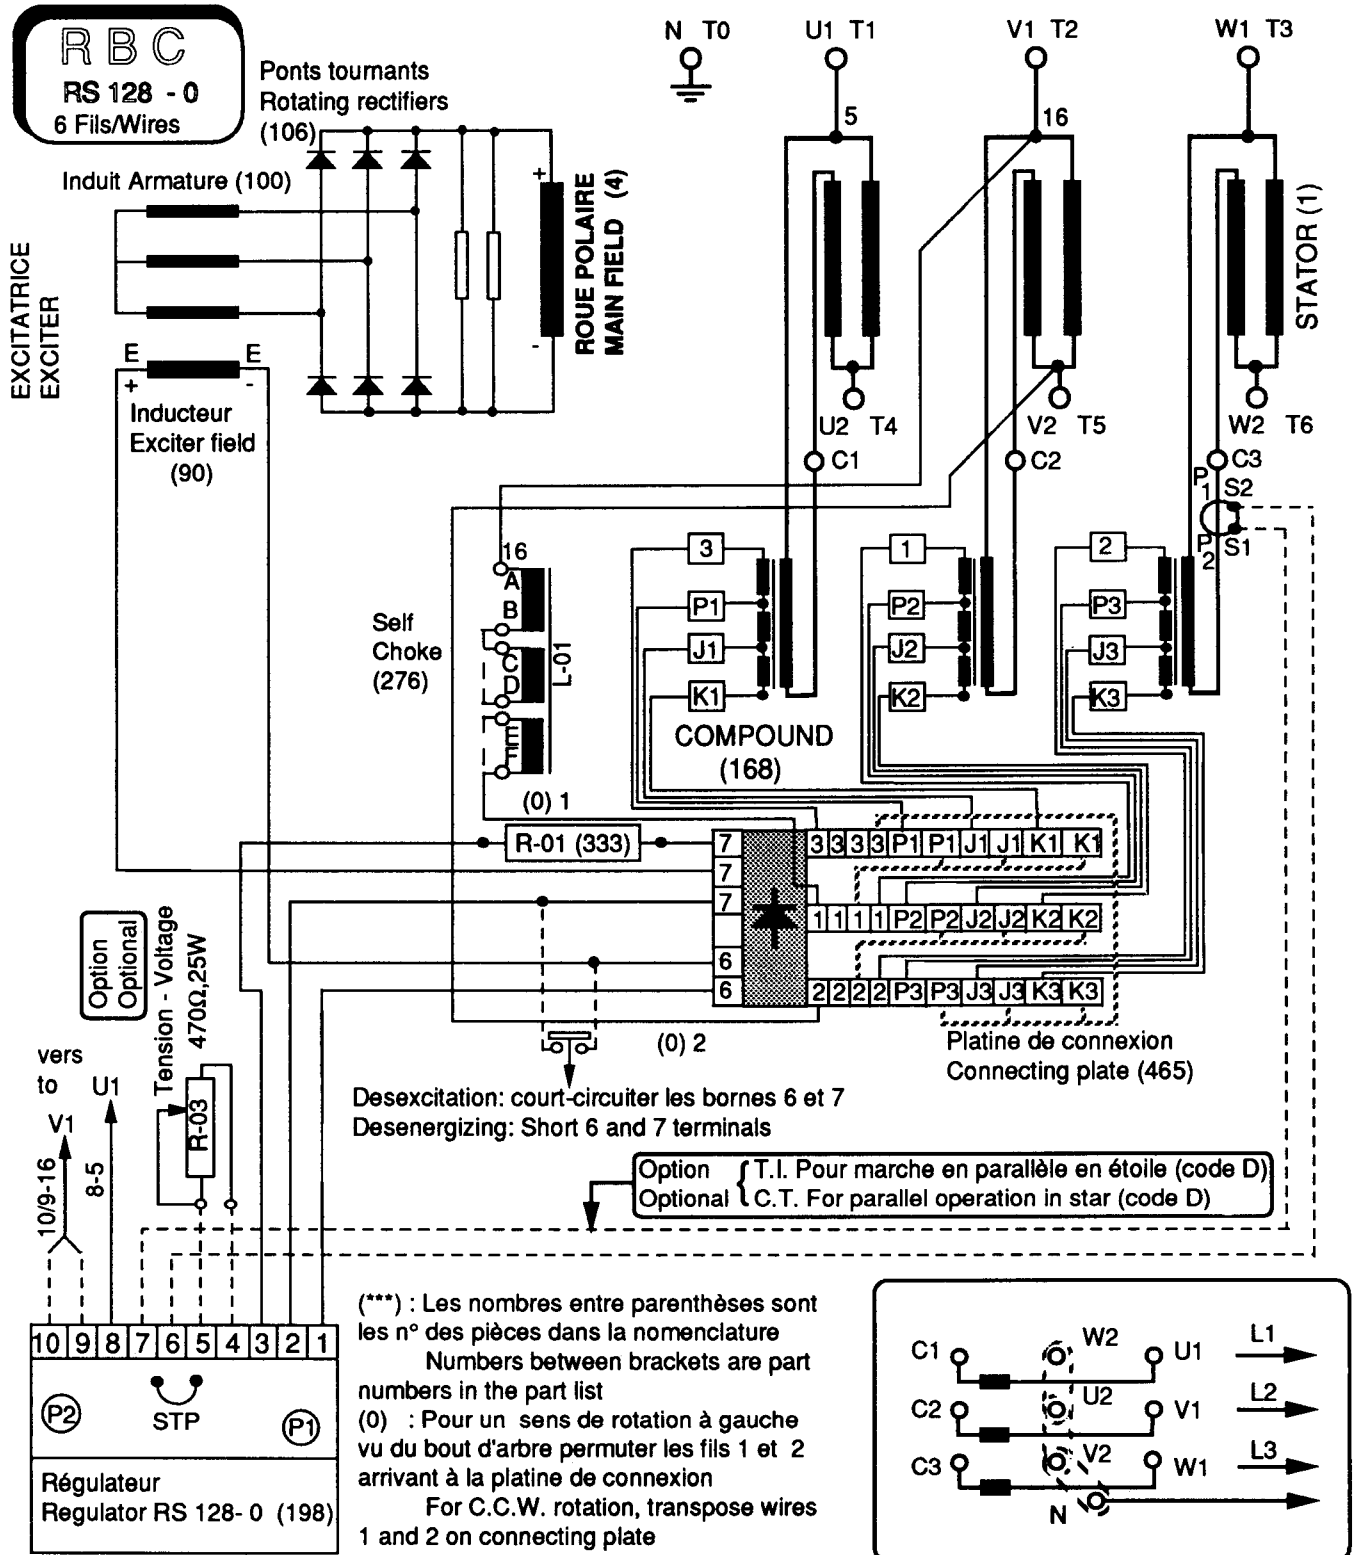 R B C
RS 128 - 0
6 Fils/Wires
Ponts tournants
Rotating rectifiers
(106)
N T0
U1 T1
V1 T2
W1 T3
5
16
Induit Armature (100)
EXCITATRICE
EXCITER
+
-
ROUE POLAIRE
MAIN FIELD (4)
STATOR (1)
E
E
+
-
Inducteur
Exciter field
(90)
U2 T4
V2 T5
W2 T6
C1
C2
C3
P1
S2
P2
S1
16
A
B
C
D
E
F
L-01
Self
Choke
(276)
3
P1
J1
K1
1
P2
J2
K2
2
P3
J3
K3
COMPOUND
(168)
(0) 1
R-01 (333)
7
7
7
6
6
3 3 3 3 P1 P1 J1 J1 K1 K1
1 1 1 1 P2 P2 J2 J2 K2 K2
2 2 2 2 P3 P3 J3 J3 K3 K3
(0) 2
Platine de connexion
Connecting plate (465)
Option
Optional
Tension - Voltage
470Ω,25W
R-03
vers
to
V1
U1
10/9-16
8-5
Desexcitation: court-circuiter les bornes 6 et 7
Desenergizing: Short 6 and 7 terminals
Option { T.I. Pour marche en parallèle en étoile (code D)
Optional { C.T. For parallel operation in star (code D)
10 9 8 7 6 5 4 3 2 1
P2
STP
P1
Régulateur
Regulator RS 128- 0 (198)
(***) : Les nombres entre parenthèses sont
les n° des pièces dans la nomenclature
Numbers between brackets are part
numbers in the part list
(0) : Pour un sens de rotation à gauche
vu du bout d'arbre permuter les fils 1 et 2
arrivant à la platine de connexion
For C.C.W. rotation, transpose wires
1 and 2 on connecting plate
C1
W2
U1
L1
C2
U2
V1
L2
C3
V2
W1
L3
N